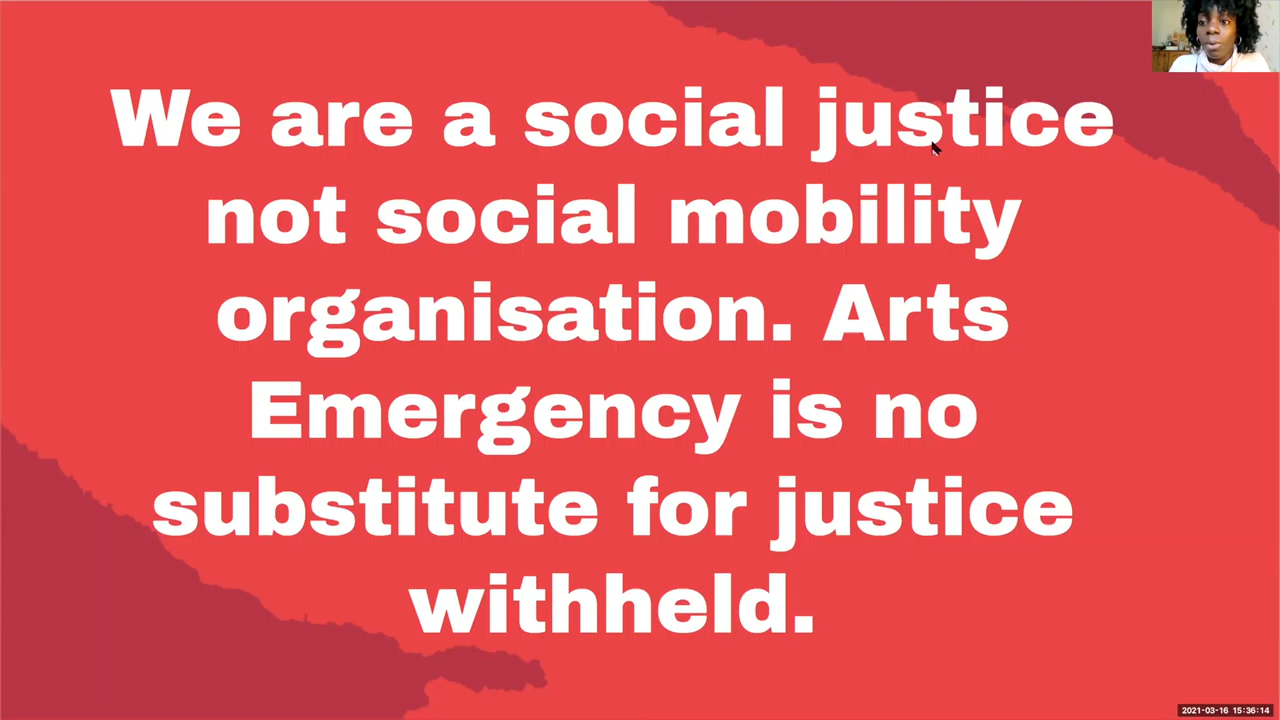 We are a social justice
not social mobility
organisation. Arts
Emergency is no
substitute for justice
withheld.
2021-03-16 15:36:14